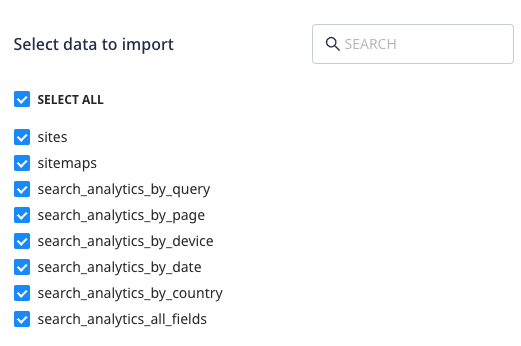 Select data to import
SEARCH
SELECT ALL
sites
sitemaps
search_analytics_by_query
search_analytics_by_page
search_analytics_by_device
search_analytics_by_date
search_analytics_by_country
search_analytics_all_fields